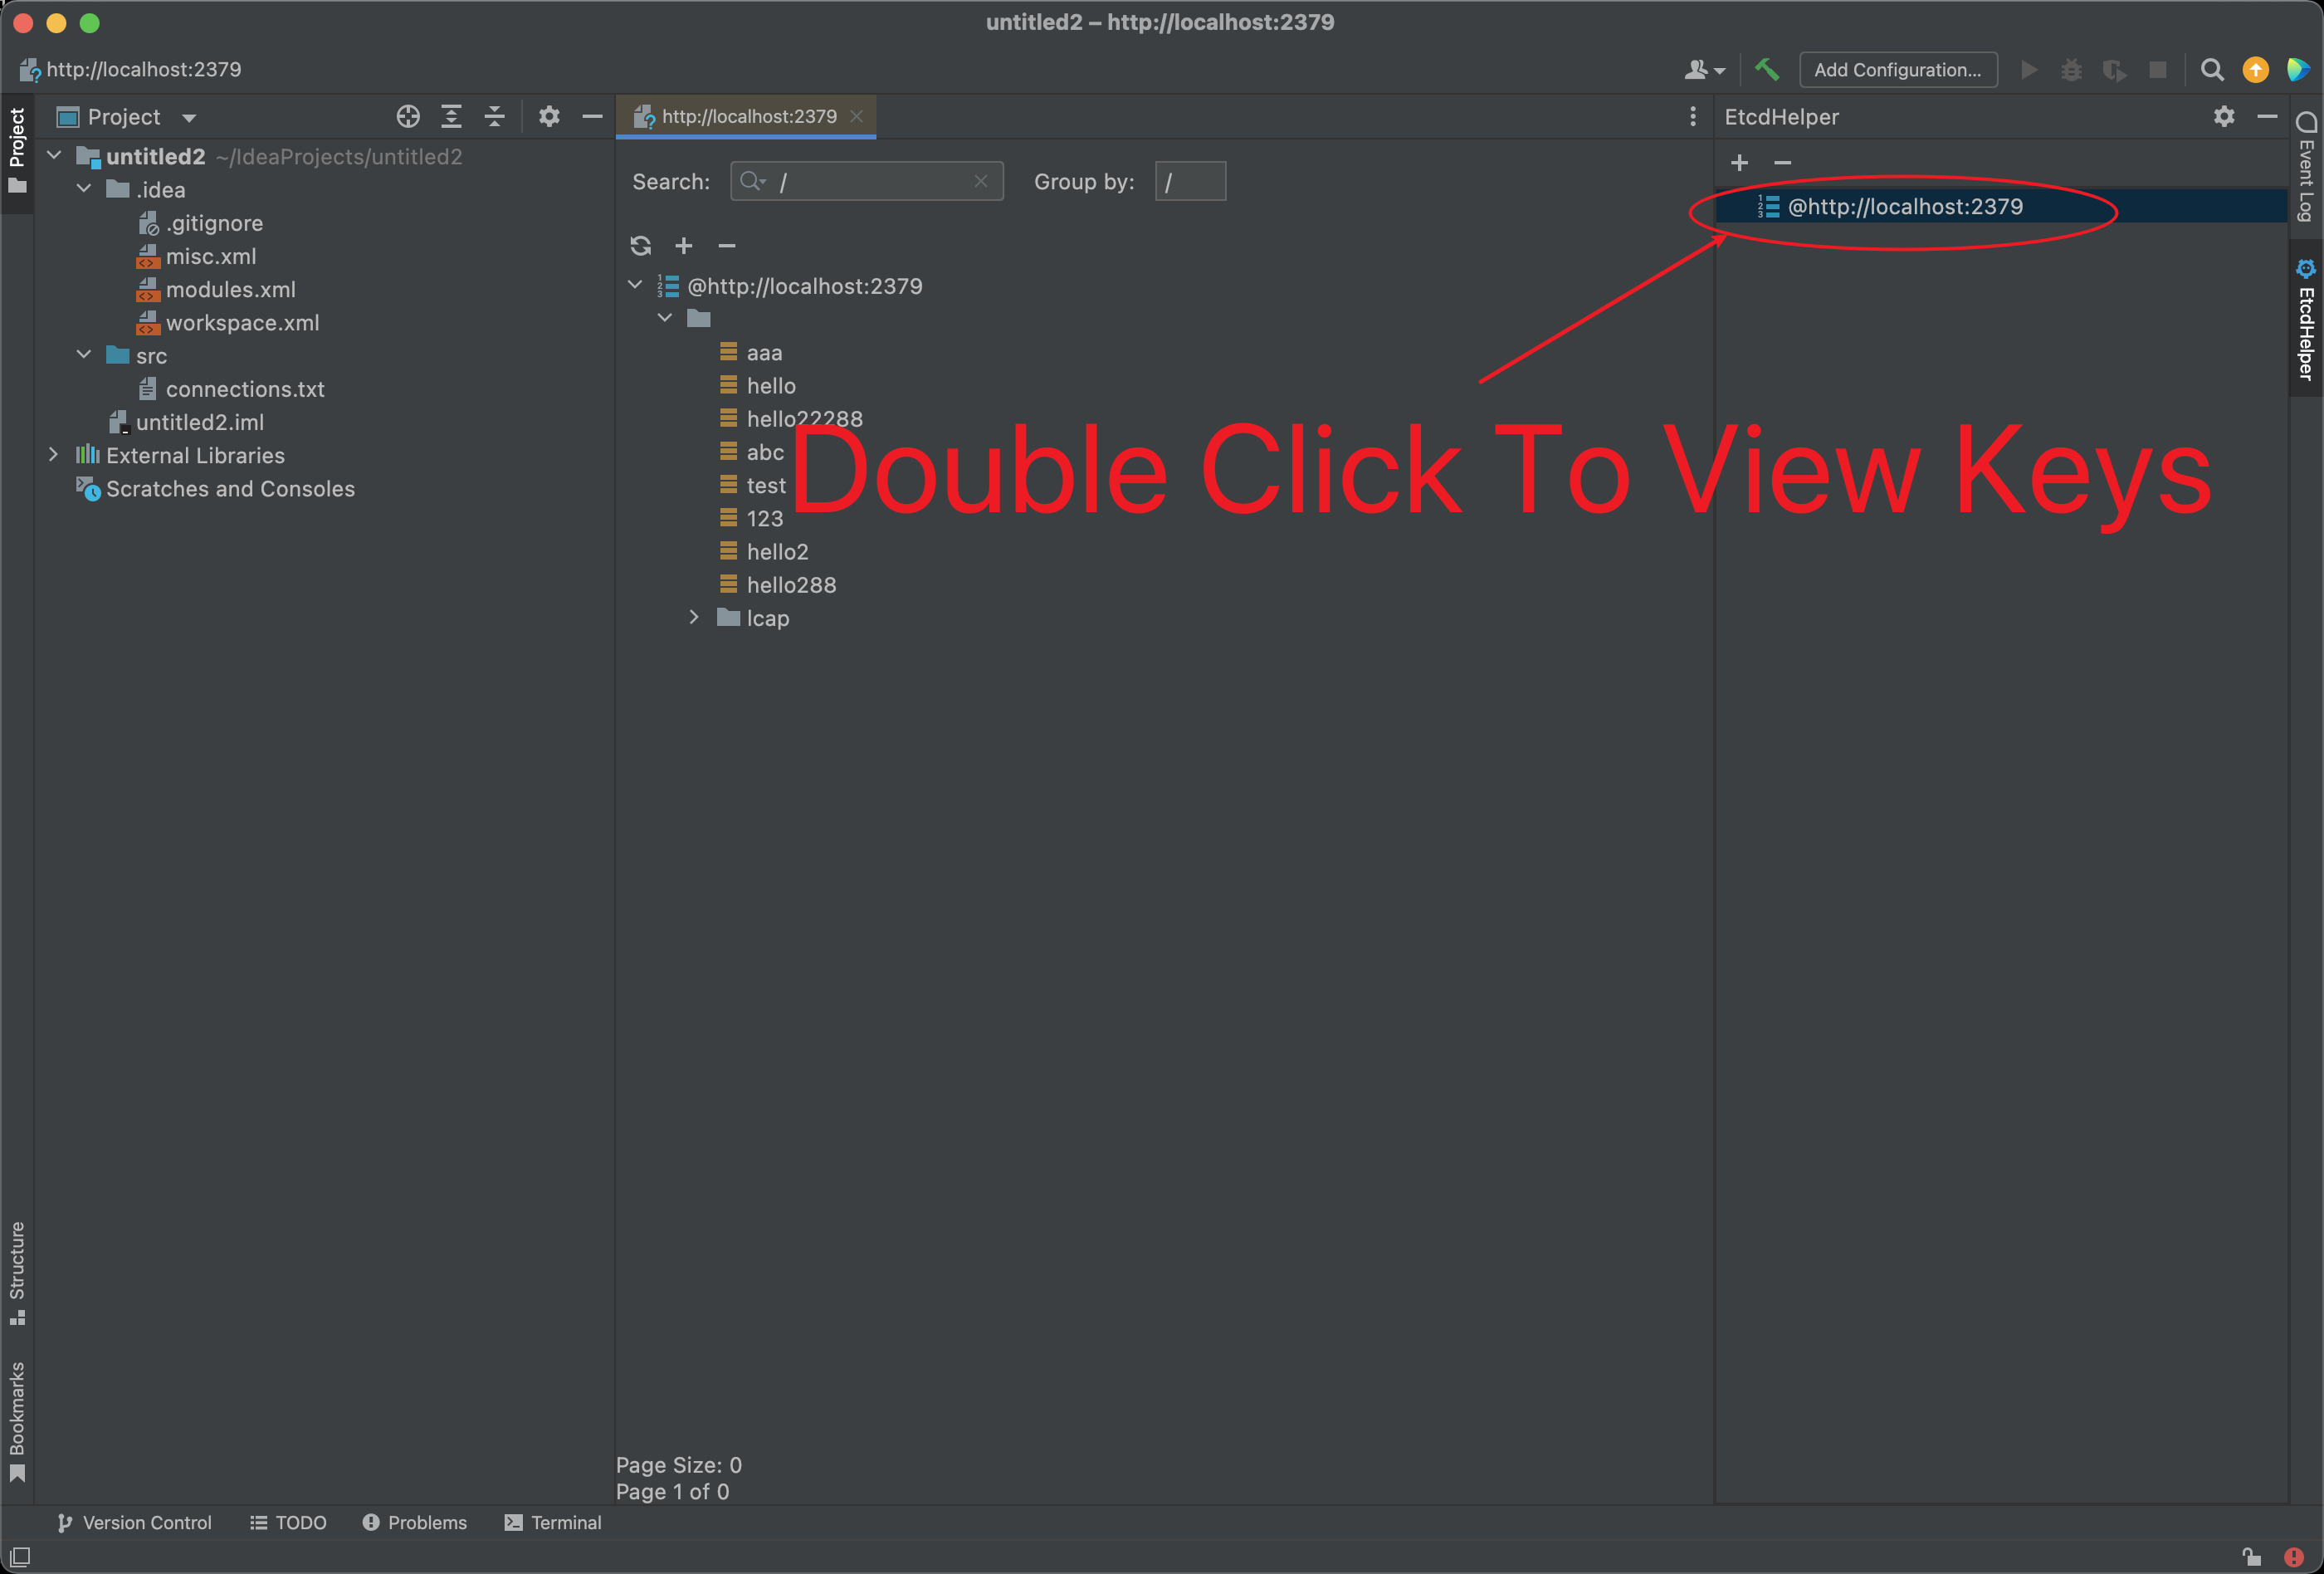 untitled2 – http://localhost:2379
http://localhost:2379
Add Configuration...
Project
Project
untitled2 ~/IdeaProjects/untitled2
.idea
.gitignore
misc.xml
modules.xml
workspace.xml
src
connections.txt
untitled2.iml
External Libraries
Scratches and Consoles
Structure
Bookmarks
http://localhost:2379
Search: /
Group by: /
@http://localhost:2379
aaa
hello
hello22288
abc
test
123
hello2
hello288
lcap
Double Click To View Keys
Page Size: 0
Page 1 of 0
EtcdHelper
@http://localhost:2379
Event Log
EtcdHelper
Version Control
TODO
Problems
Terminal